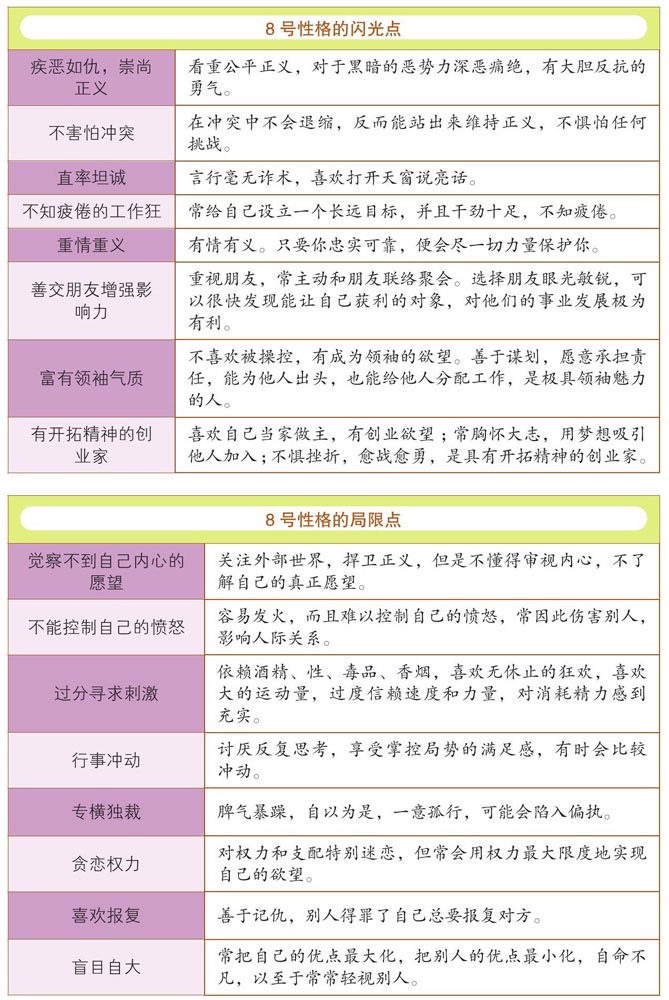 8 号性格的闪光点
疾恶如仇，崇尚
正义
看重公平正义，对于黑暗的恶势力深恶痛绝，有大胆反抗的
勇气。
不害怕冲突
在冲突中不会退缩，反而能站出来维持正义，不惧怕任何
挑战。
直率坦诚
言行毫无诈术，喜欢打开天窗说亮话。
不知疲倦的工作狂
常给自己设立一个长远目标，并且干劲十足，不知疲倦。
重情重义
有情有义。只要你忠实可靠，便会尽一切力量保护你。
善交朋友增强影
响力
重视朋友，常主动和朋友联络聚会。选择朋友眼光敏锐，可
以很快发现能让自己获利的对象，对他们的事业发展极为
有利。
富有领袖气质
不喜欢被操控，有成为领袖的欲望。善于谋划，愿意承担责
任，能为他人出头，也能给他人分配工作，是极具领袖魅力
的人。
有开拓精神的创
业家
喜欢自己当家做主，有创业欲望；常胸怀大志，用梦想吸引
他人加入；不惧挫折，愈战愈勇，是具有开拓精神的创业家。
8 号性格的局限点
觉察不到自己内心的
愿望
关注外部世界，捍卫正义，但是不懂得审视内心，不了
解自己的真正愿望。
不能控制自己的愤怒
容易发火，而且难以控制自己的愤怒，常因此伤害别人，
影响人际关系。
过分寻求刺激
依赖酒精、性、毒品、香烟，喜欢无休止的狂欢，喜欢
大的运动量，过度信赖速度和力量，对消耗精力感到
充实。
行事冲动
讨厌反复思考，享受掌控局势的满足感，有时会比较
冲动。
专横独裁
脾气暴躁，自以为是，一意孤行，可能会陷入偏执。
贪恋权力
对权力和支配特别迷恋，但常会用权力最大限度地实现
自己的欲望。
喜欢报复
善于记仇，别人得罪了自己总要报复对方。
盲目自大
常把自己的优点最大化，把别人的优点最小化，自命不
凡，以至于常常轻视别人。